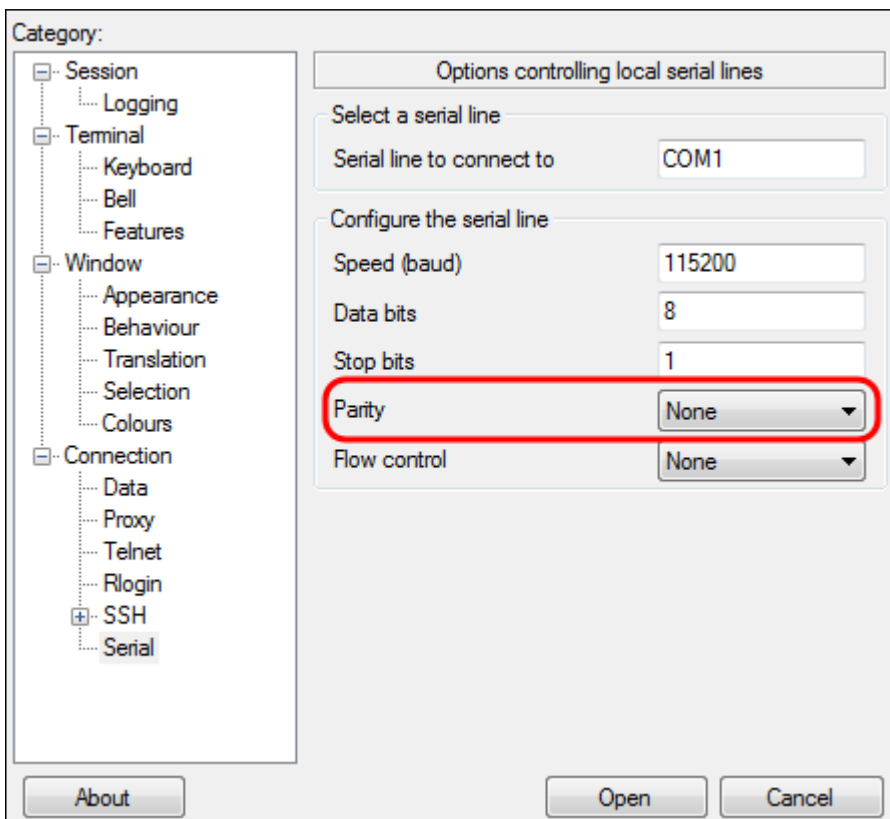 Category:
Session
Logging
Terminal
Keyboard
Bell
Features
Window
Appearance
Behaviour
Translation
Selection
Colours
Connection
Data
Proxy
Telnet
Rlogin
SSH
Serial
Options controlling local serial lines
Select a serial line
Serial line to connect to COM1
Configure the serial line
Speed (baud) 115200
Data bits 8
Stop bits 1
Parity None
Flow control None
About Open Cancel